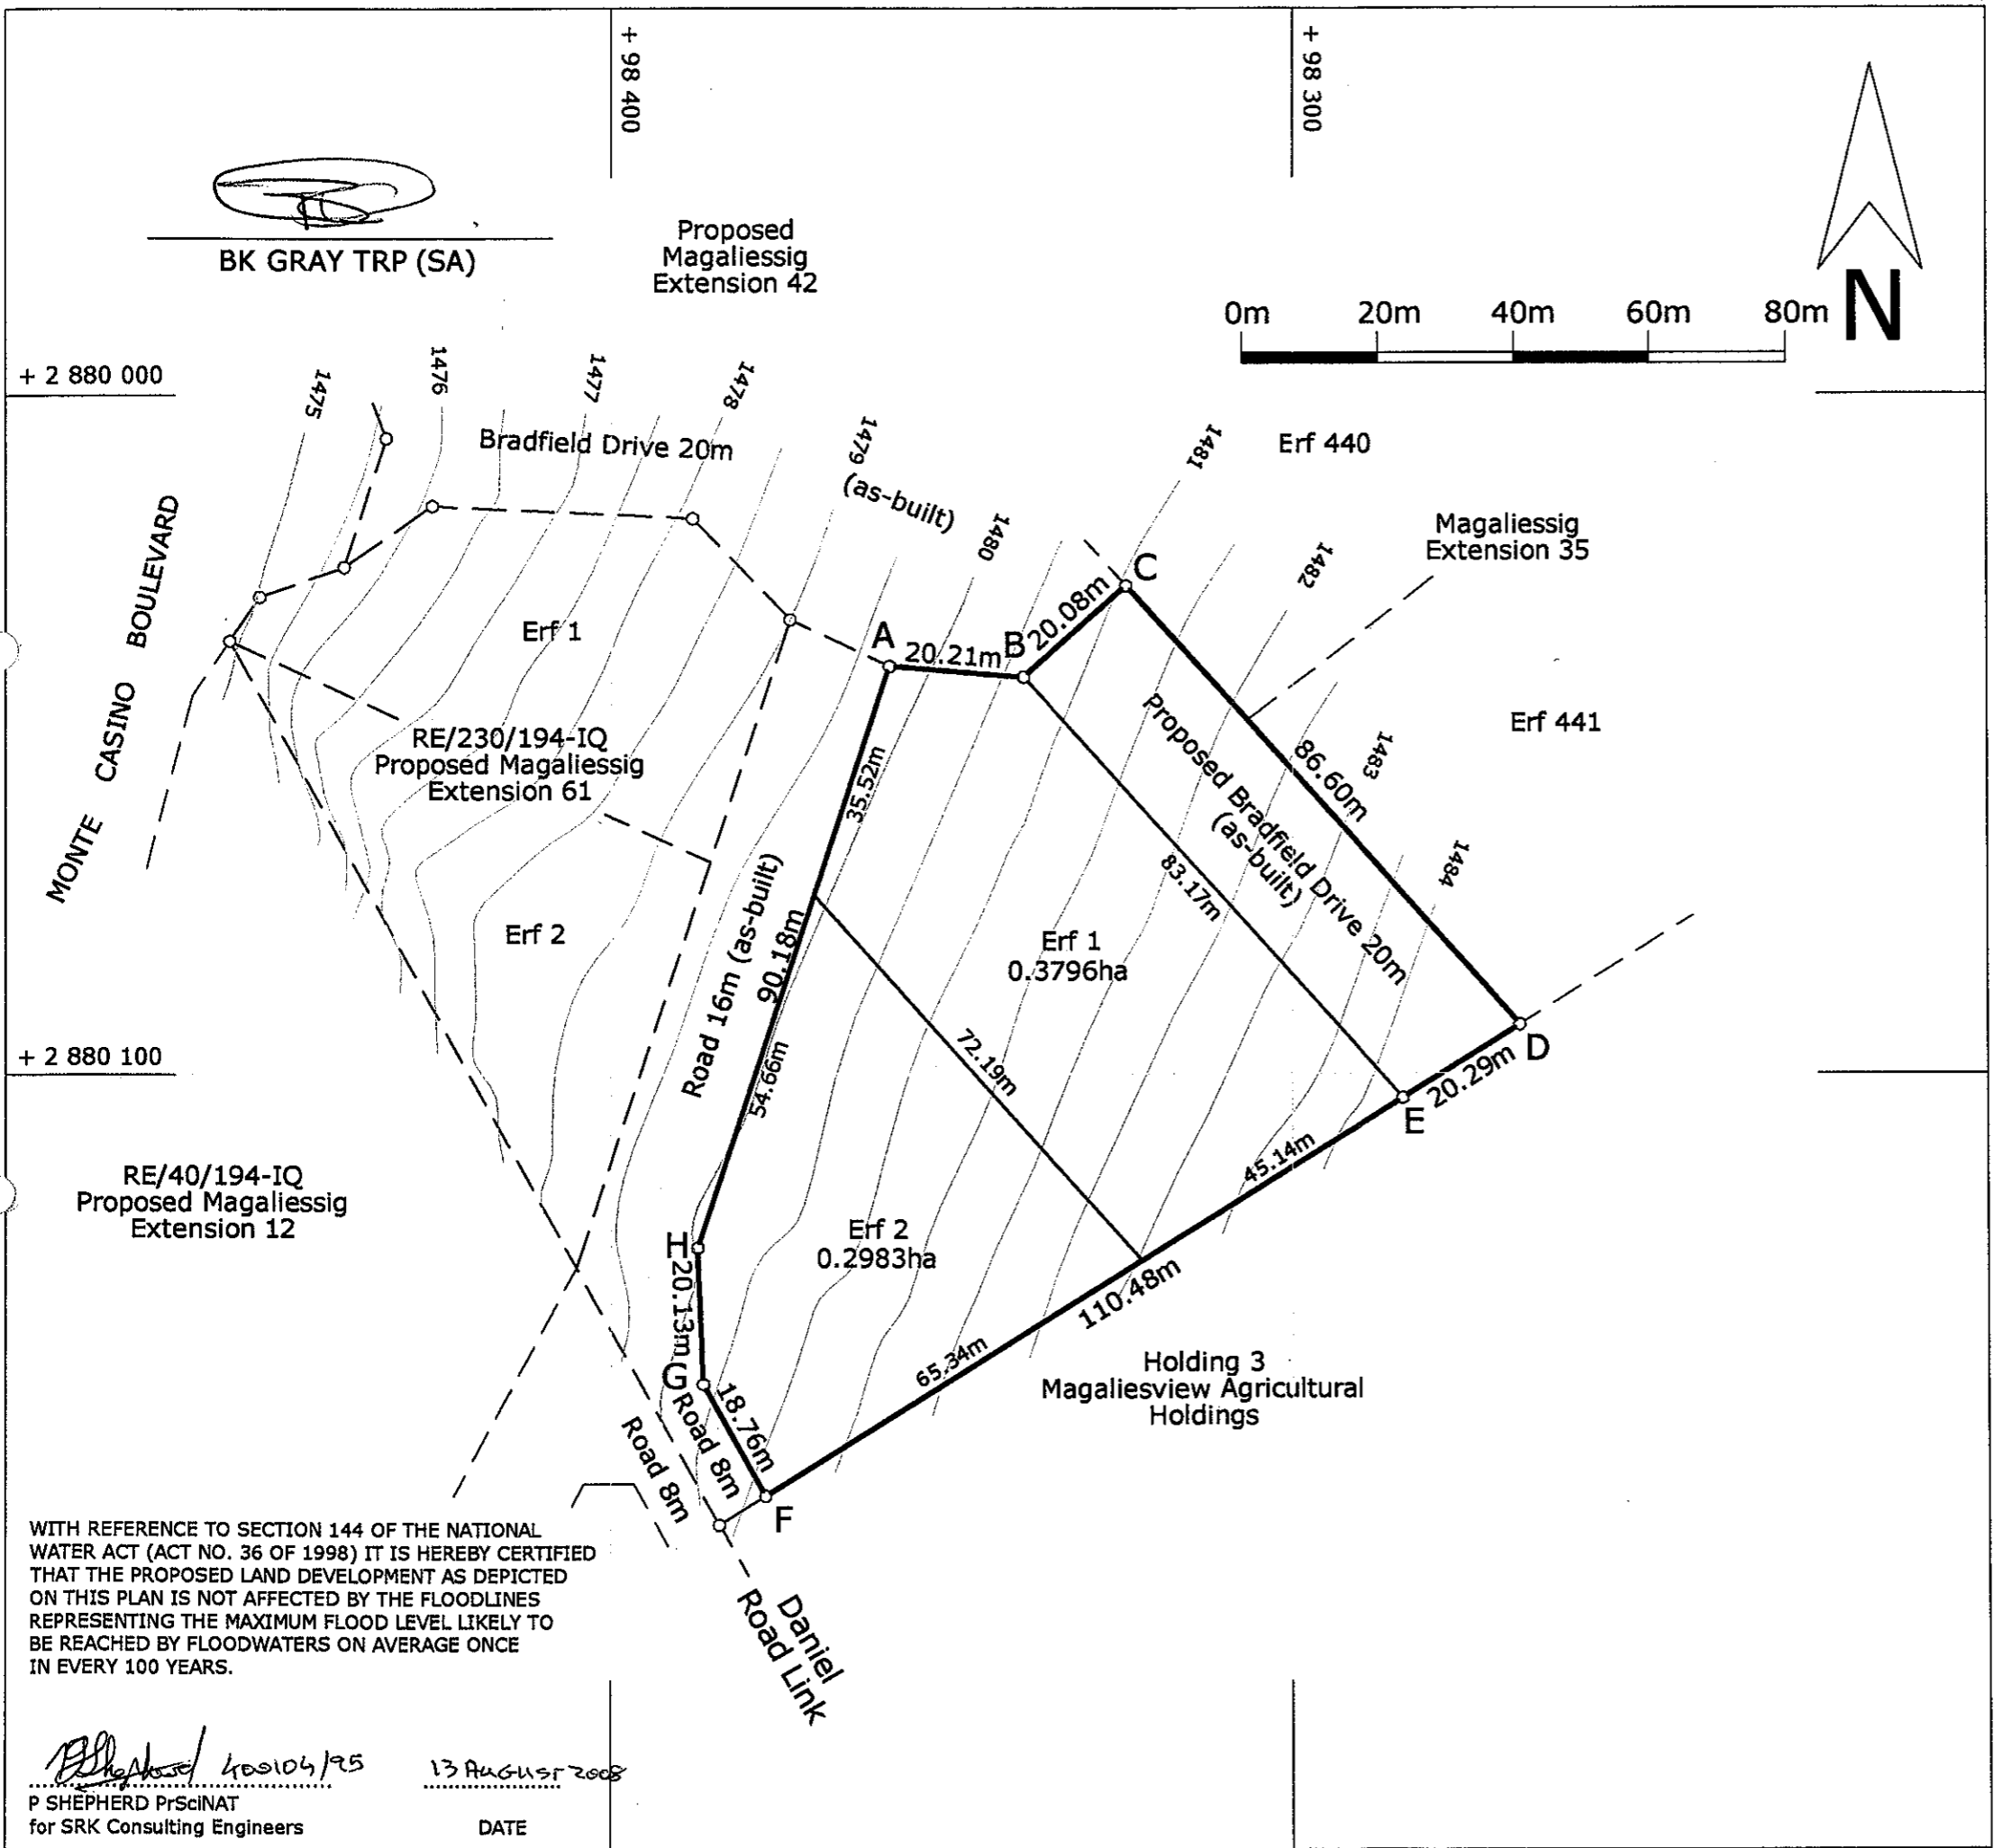 + 98 400
+ 98 300
BK GRAY TRP (SA)
Proposed
Magaliessig
Extension 42
0m 20m 40m 60m 80m
N
+ 2 880 000
1475
1476
1477
1478
1479
(as-built)
1480
1481
1482
1483
1484
Bradfield Drive 20m
Erf 440
Magaliessig
Extension 35
Erf 441
MONTE CASINO BOULEVARD
Erf 1
RE/230/194-IQ
Proposed Magaliessig
Extension 61
Erf 2
A
20.21m
B
20.08m
C
86.60m
Proposed Bradfield Drive 20m
(as-built)
83.17m
35.52m
90.18m
54.66m
Road 16m (as-built)
Erf 1
0.3796ha
72.19m
D
20.29m
E
45.14m
110.48m
65.34m
+ 2 880 100
RE/40/194-IQ
Proposed Magaliessig
Extension 12
Erf 2
0.2983ha
H
20.13m
G
18.76m
F
Road 8m
Road 8m
Holding 3
Magaliesview Agricultural
Holdings
Daniel
Road Link
WITH REFERENCE TO SECTION 144 OF THE NATIONAL
WATER ACT (ACT NO. 36 OF 1998) IT IS HEREBY CERTIFIED
THAT THE PROPOSED LAND DEVELOPMENT AS DEPICTED
ON THIS PLAN IS NOT AFFECTED BY THE FLOODLINES
REPRESENTING THE MAXIMUM FLOOD LEVEL LIKELY TO
BE REACHED BY FLOODWATERS ON AVERAGE ONCE
IN EVERY 100 YEARS.
400104/95 13 AUGUST 2008
P SHEPHERD PrSciNAT
for SRK Consulting Engineers DATE